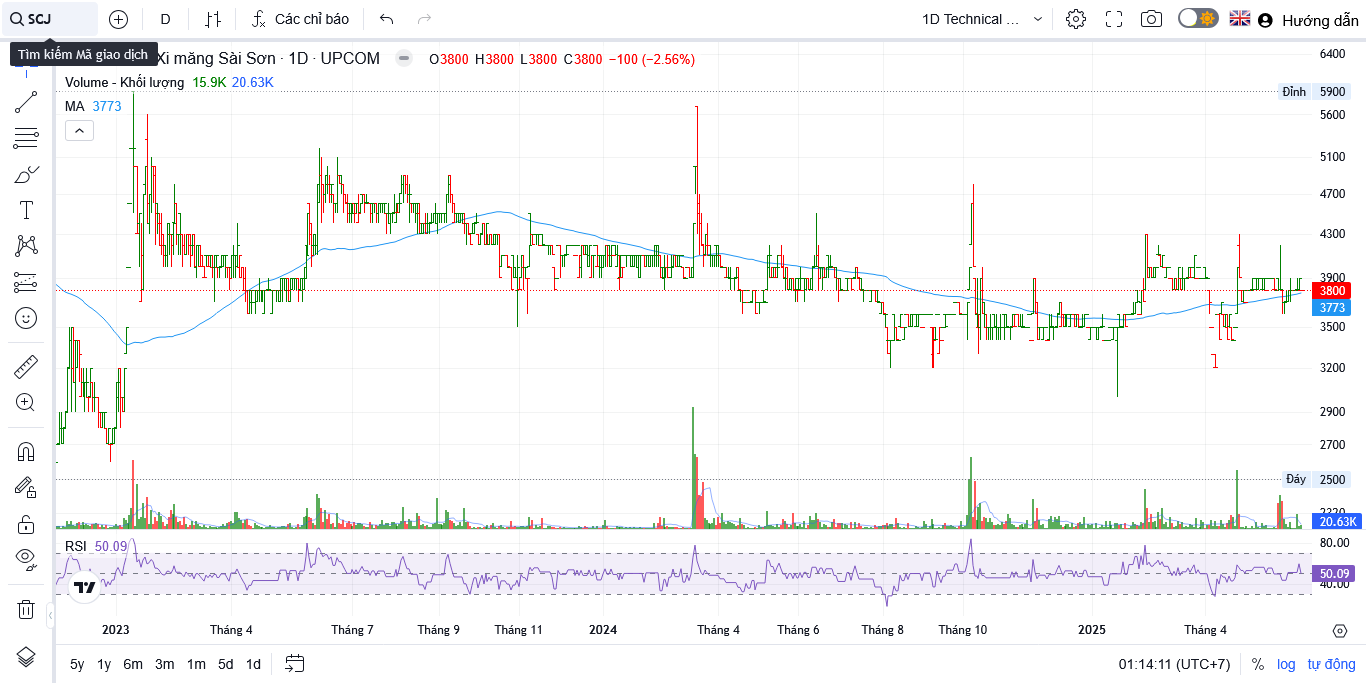 SCJ
D
Các chỉ báo
1D Technical ...
Hướng dẫn
Tìm kiếm Mã giao dịch
Xi măng Sài Sơn · 1D · UPCOM
O3800 H3800 L3800 C3800 −100 (−2.56%)
Volume - Khối lượng 15.9K 20.63K
MA 3773
6400
Đỉnh 5900
5600
5100
4700
4300
3900
3800
3773
3500
3200
2900
2700
Đáy 2500
2220
20.63K
RSI 50.09
80.00
50.09
40.00
2023 Tháng 4 Tháng 7 Tháng 9 Tháng 11 2024 Tháng 4 Tháng 6 Tháng 8 Tháng 10 2025 Tháng 4
5y 1y 6m 3m 1m 5d 1d
01:14:11 (UTC+7) % log tự động